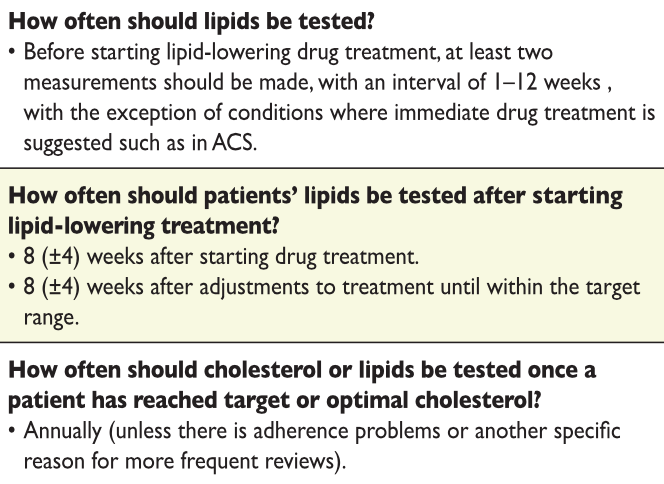 How often should lipids be tested?
• Before starting lipid-lowering drug treatment, at least two
measurements should be made, with an interval of 1–12 weeks ,
with the exception of conditions where immediate drug treatment is
suggested such as in ACS.
How often should patients’ lipids be tested after starting
lipid-lowering treatment?
• 8 (±4) weeks after starting drug treatment.
• 8 (±4) weeks after adjustments to treatment until within the target
range.
How often should cholesterol or lipids be tested once a
patient has reached target or optimal cholesterol?
• Annually (unless there is adherence problems or another specific
reason for more frequent reviews).